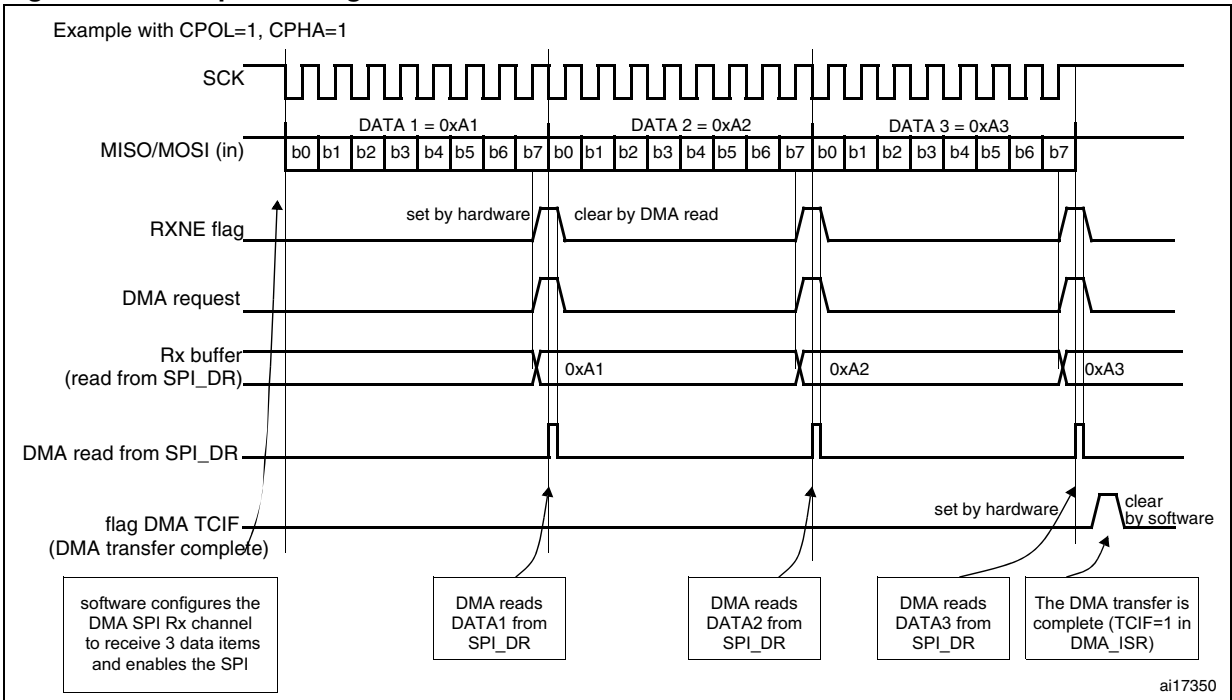 Example with CPOL=1, CPHA=1
SCK
DATA 1 = 0xA1
DATA 2 = 0xA2
DATA 3 = 0xA3
MISO/MOSI (in)
b0 b1 b2 b3 b4 b5 b6 b7 b0 b1 b2 b3 b4 b5 b6 b7 b0 b1 b2 b3 b4 b5 b6 b7
set by hardware
clear by DMA read
RXNE flag
DMA request
Rx buffer
(read from SPI_DR)
0xA1
0xA2
0xA3
DMA read from SPI_DR
set by hardware
clear
by software
flag DMA TCIF
(DMA transfer complete)
software configures the
DMA SPI Rx channel
to receive 3 data items
and enables the SPI
DMA reads
DATA1 from
SPI_DR
DMA reads
DATA2 from
SPI_DR
DMA reads
DATA3 from
SPI_DR
The DMA transfer is
complete (TCIF=1 in
DMA_ISR)
ai17350